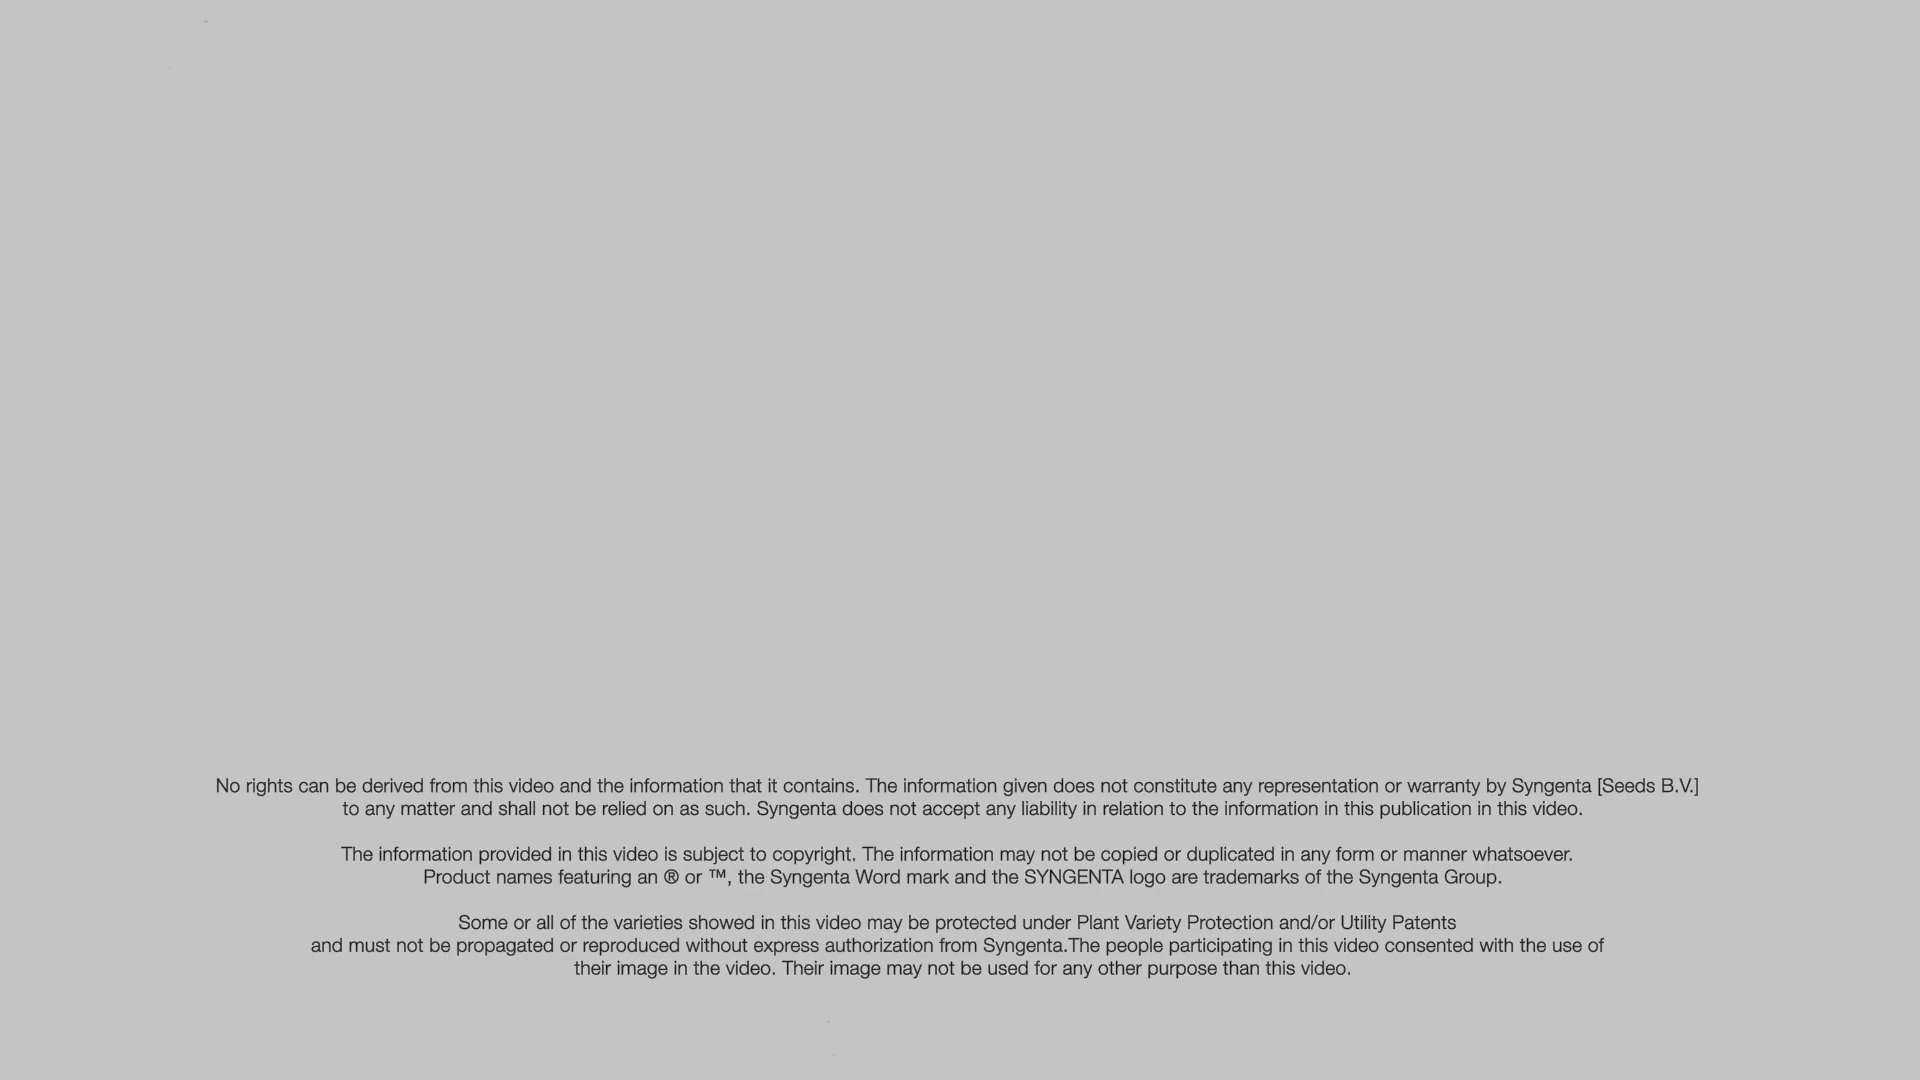 No rights can be derived from this video and the information that it contains. The information given does not constitute any representation or warranty by Syngenta [Seeds B.V.]
to any matter and shall not be relied on as such. Syngenta does not accept any liability in relation to the information in this publication in this video.
The information provided in this video is subject to copyright. The information may not be copied or duplicated in any form or manner whatsoever.
Product names featuring an ® or ™, the Syngenta Word mark and the SYNGENTA logo are trademarks of the Syngenta Group.
Some or all of the varieties showed in this video may be protected under Plant Variety Protection and/or Utility Patents
and must not be propagated or reproduced without express authorization from Syngenta.The people participating in this video consented with the use of
their image in the video. Their image may not be used for any other purpose than this video.